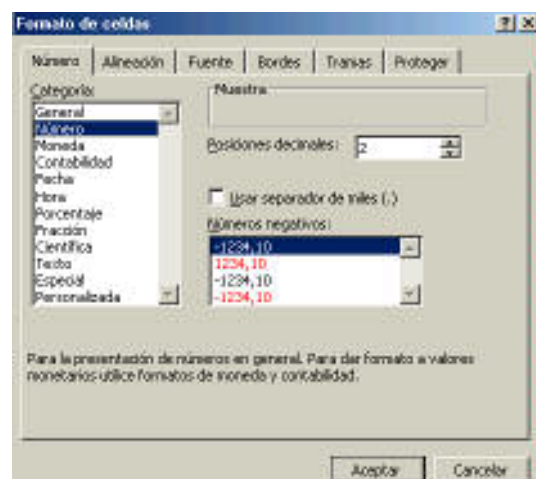 Formato de celdas
Número Alineación Fuente Bordes Tramas Proteger
Categoría:
General
Número
Moneda
Contabilidad
Fecha
Hora
Porcentaje
Fracción
Científica
Texto
Especial
Personalizada
Muestra
Posiciones decimales: 2
Usar separador de miles (.)
Números negativos:
-1234,10
1234,10
-1234,10
-1234,10
Para la presentación de números en general. Para dar formato a valores
monetarios utilice formatos de moneda y contabilidad.
Aceptar Cancelar